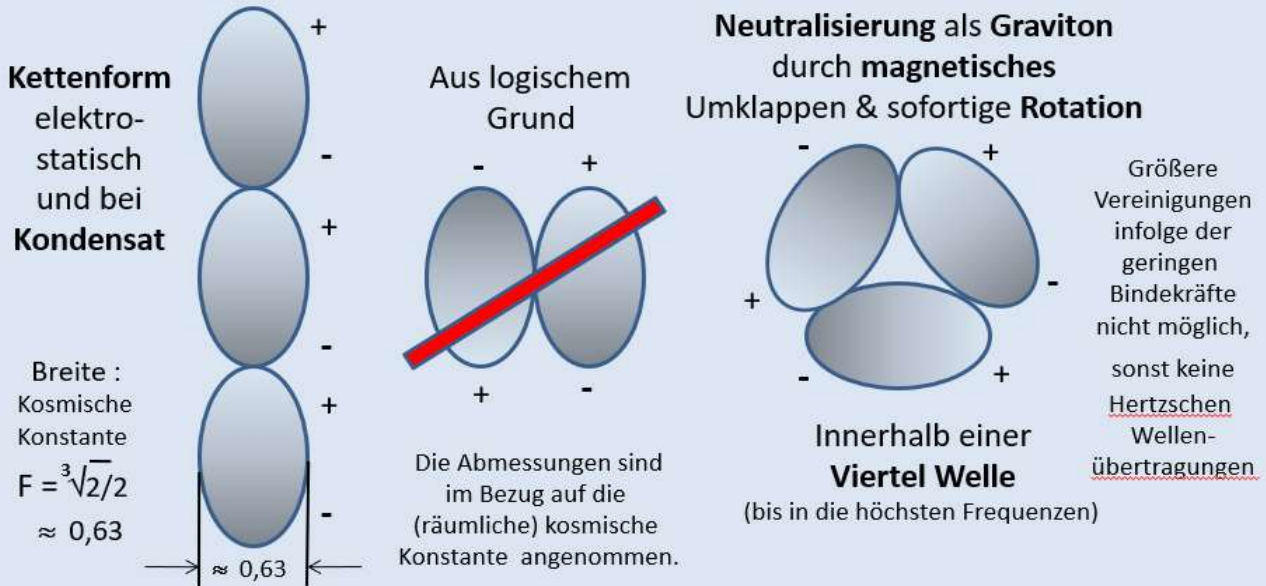 Kettenform
elektro-
statisch
und bei
Kondensat
+
-
+
-
+
-
Breite :
Kosmische
Konstante
F = ³√2/2
≈ 0,63
≈ 0,63
Aus logischem
Grund
- +
+ -
Die Abmessungen sind
im Bezug auf die
(räumliche) kosmische
Konstante angenommen.
Neutralisierung als Graviton
durch magnetisches
Umklappen & sofortige Rotation
- +
+ -
- +
Innerhalb einer
Viertel Welle
(bis in die höchsten Frequenzen)
Größere
Vereinigungen
infolge der
geringen
Bindekräfte
nicht möglich,
sonst keine
Hertzschen
Wellen-
übertragungen